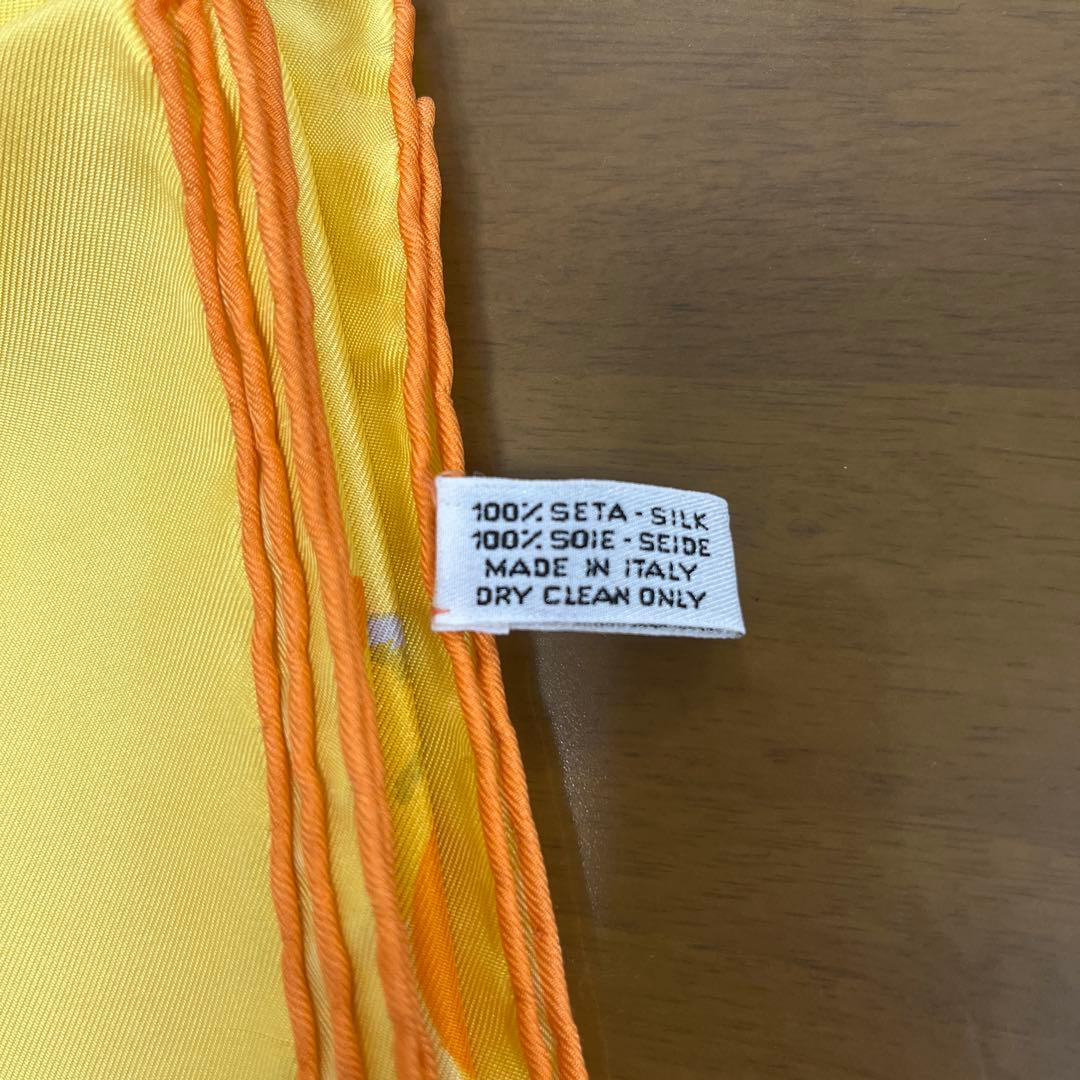 100% SETA - SILK
100% SOIE - SEIDE
MADE IN ITALY
DRY CLEAN ONLY